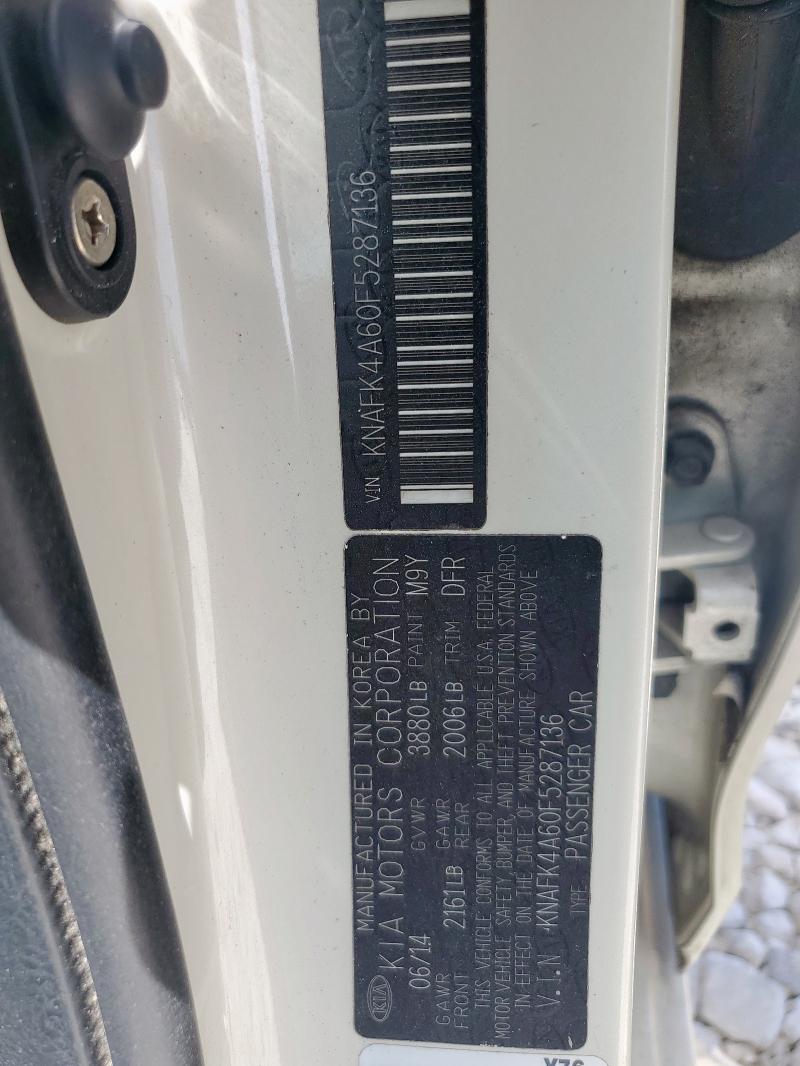 VIN KNAFK4A60F5287136
MANUFACTURED IN KOREA BY
KIA KIA MOTORS CORPORATION
06/14 GVWR 3880LB PAINT M9Y
GAWR FRONT 2161LB GAWR REAR 2006LB TRIM DFR
THIS VEHICLE CONFORMS TO ALL APPLICABLE U.S.A. FEDERAL
MOTOR VEHICLE SAFETY, BUMPER, AND THEFT PREVENTION STANDARDS
IN EFFECT ON THE DATE OF MANUFACTURE SHOWN ABOVE
V.I.N KNAFK4A60F5287136
TYPE: PASSENGER CAR